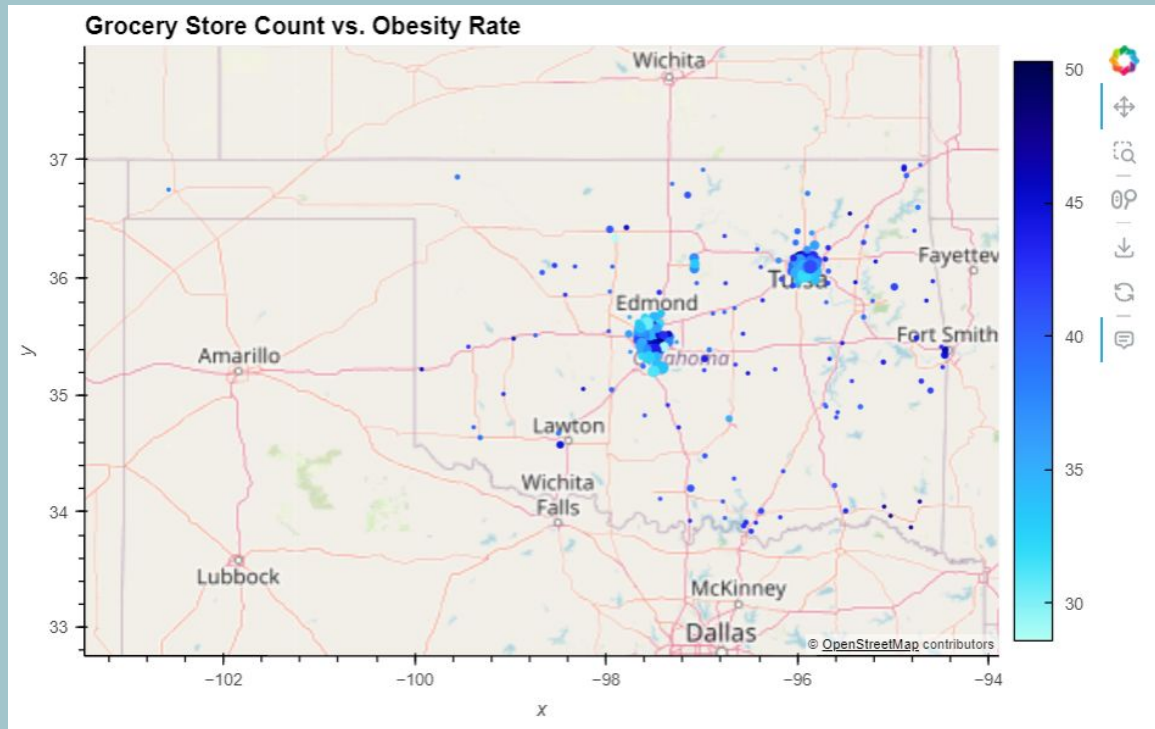 Grocery Store Count vs. Obesity Rate
Wichita
50
37
45
36
Fayettev
Tulsa
Edmond
40
Fort Smith
Oklahoma
Amarillo
y
35
Lawton
35
Wichita
Falls
34
Lubbock
McKinney
30
33
Dallas
© OpenStreetMap contributors
−102
−100
−98
−96
−94
x